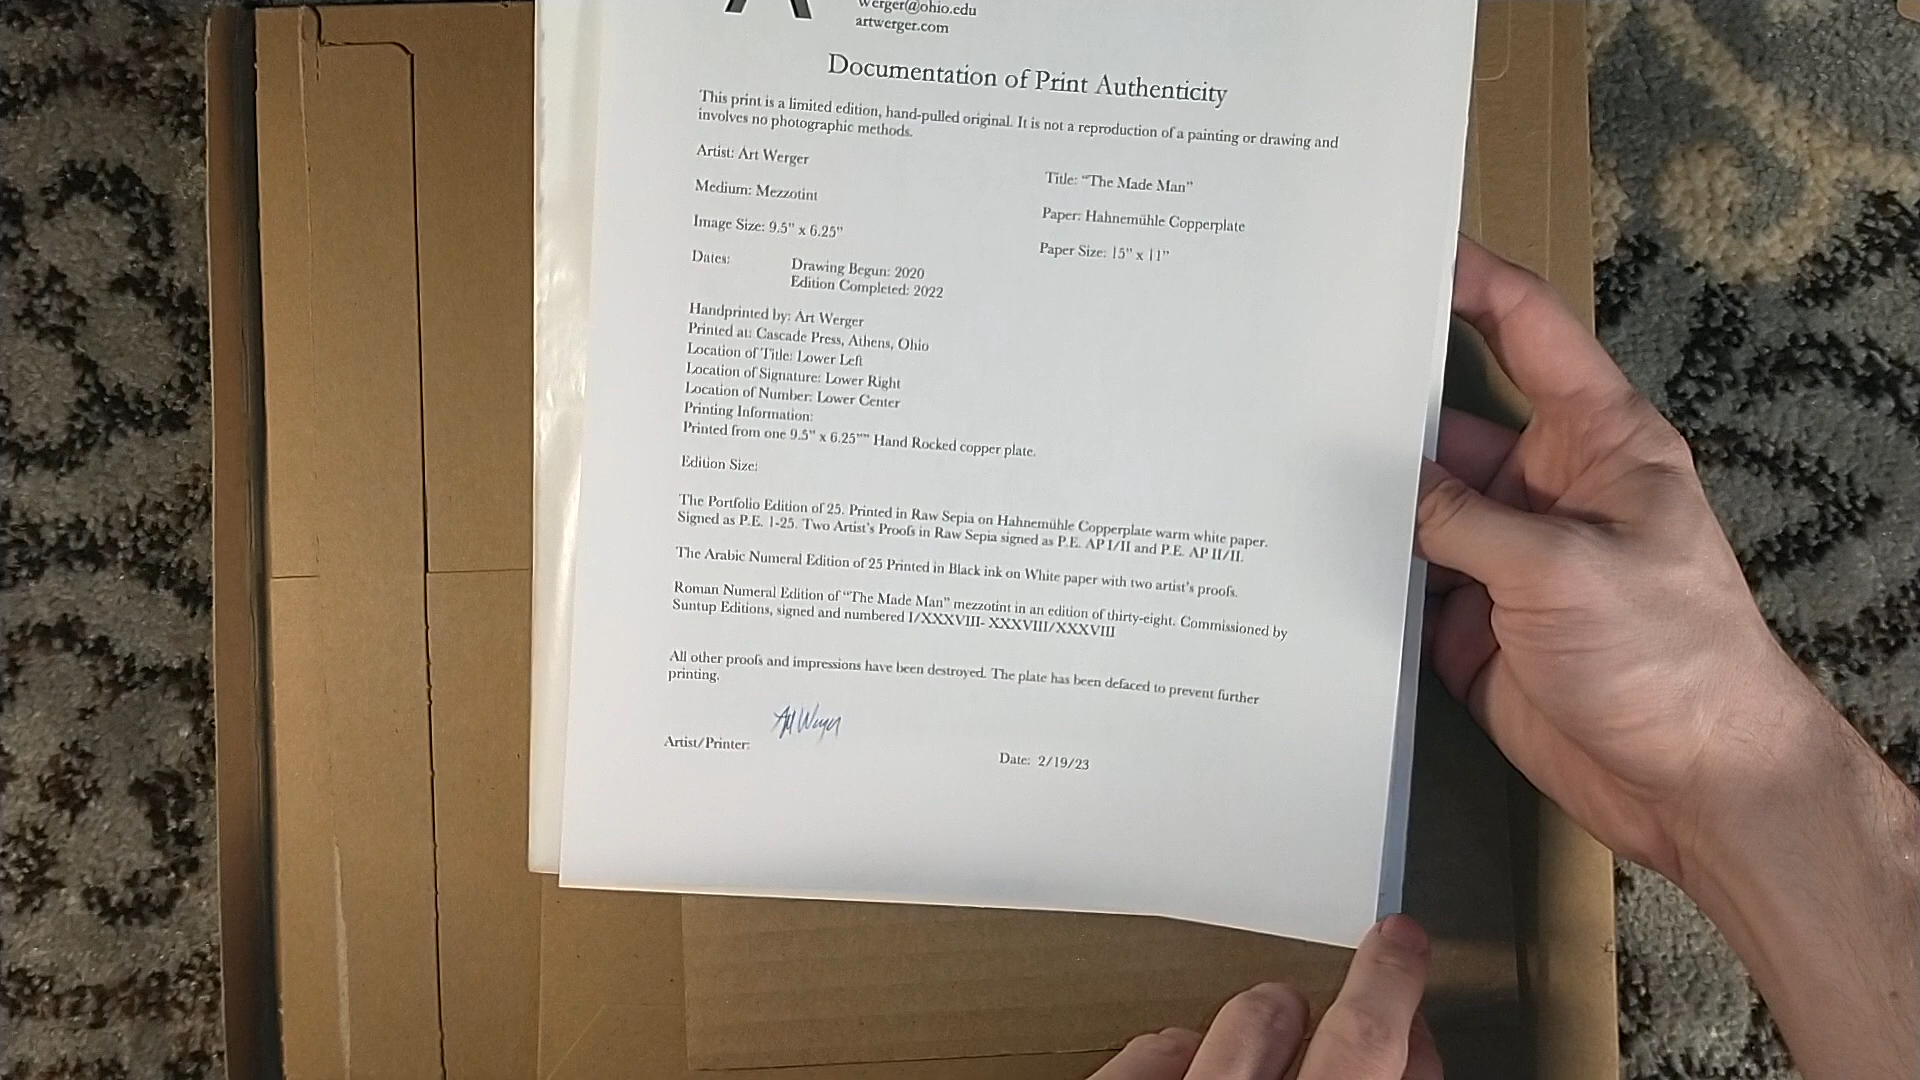 werger@ohio.edu
artwerger.com
Documentation of Print Authenticity
This print is a limited edition, hand-pulled original. It is not a reproduction of a painting or drawing and
involves no photographic methods.
Artist: Art Werger
Title: “The Made Man”
Medium: Mezzotint
Paper: Hahnemühle Copperplate
Image Size: 9.5" x 6.25"
Paper Size: 15” x 11”
Dates: Drawing Begun: 2020
Edition Completed: 2022
Handprinted by: Art Werger
Printed at: Cascade Press, Athens, Ohio
Location of Title: Lower Left
Location of Signature: Lower Right
Location of Number: Lower Center
Printing Information:
Printed from one 9.5" x 6.25"" Hand Rocked copper plate.
Edition Size:
The Portfolio Edition of 25. Printed in Raw Sepia on Hahnemühle Copperplate warm white paper.
Signed as P.E. 1-25. Two Artist’s Proofs in Raw Sepia signed as P.E. AP I/II and P.E. AP II/II.
The Arabic Numeral Edition of 25 Printed in Black ink on White paper with two artist’s proofs.
Roman Numeral Edition of “The Made Man” mezzotint in an edition of thirty-eight. Commissioned by
Suntup Editions, signed and numbered I/XXXVIII- XXXVIII/XXXVIII
All other proofs and impressions have been destroyed. The plate has been defaced to prevent further
printing.
Art Werger
Artist/Printer:
Date: 2/19/23